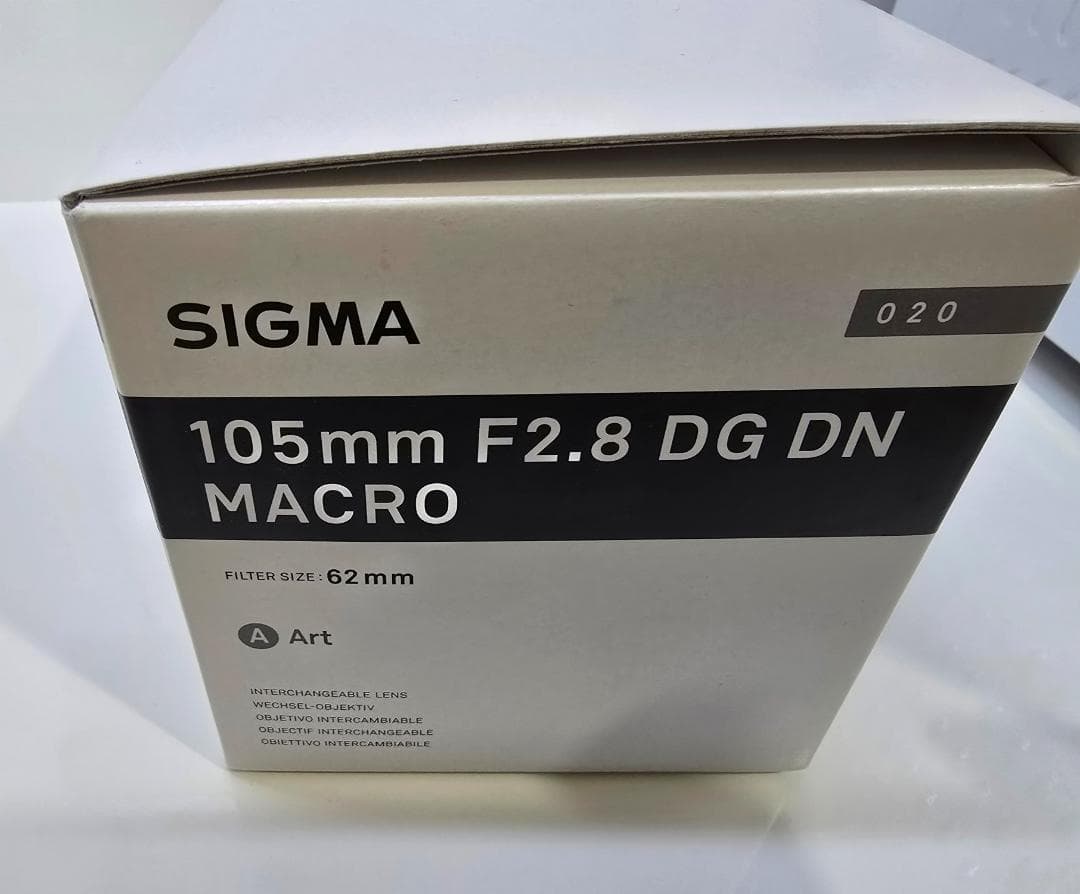 SIGMA
020
105mm F2.8 DG DN
MACRO
FILTER SIZE: 62mm
A Art
INTERCHANGEABLE LENS
WECHSEL-OBJEKTIV
OBJETIVO INTERCAMBIABLE
OBJECTIF INTERCHANGEABLE
OBIETTIVO INTERCAMBIABILE